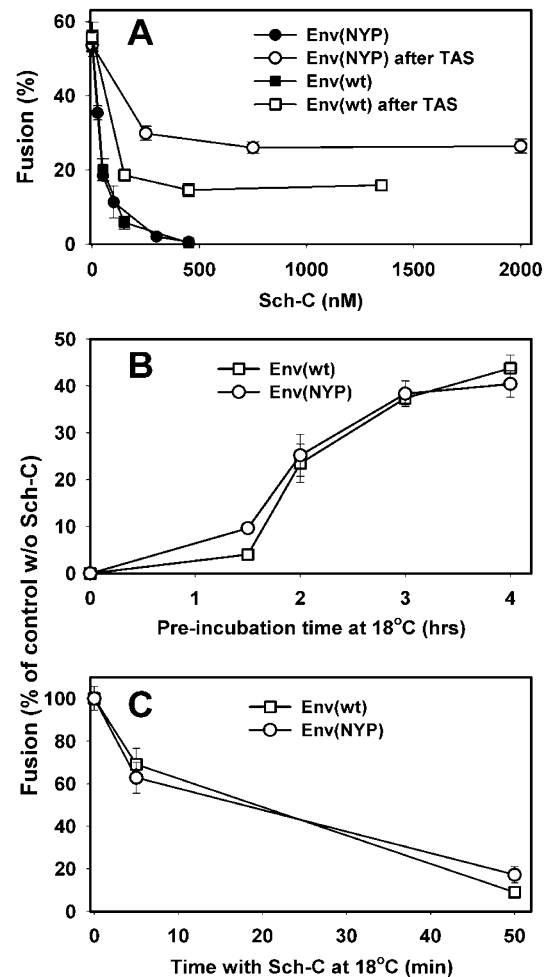 A
Env(NYP)
Env(NYP) after TAS
Env(wt)
Env(wt) after TAS
60
40
20
0
Fusion (%)
0 500 1000 1500 2000
Sch-C (nM)
B
Env(wt)
Env(NYP)
50
40
30
20
10
0
0 1 2 3 4
Pre-incubation time at 18°C (hrs)
Fusion (% of control w/o Sch-C)
C
Env(wt)
Env(NYP)
100
80
60
40
20
0
0 10 20 30 40 50
Time with Sch-C at 18°C (min)